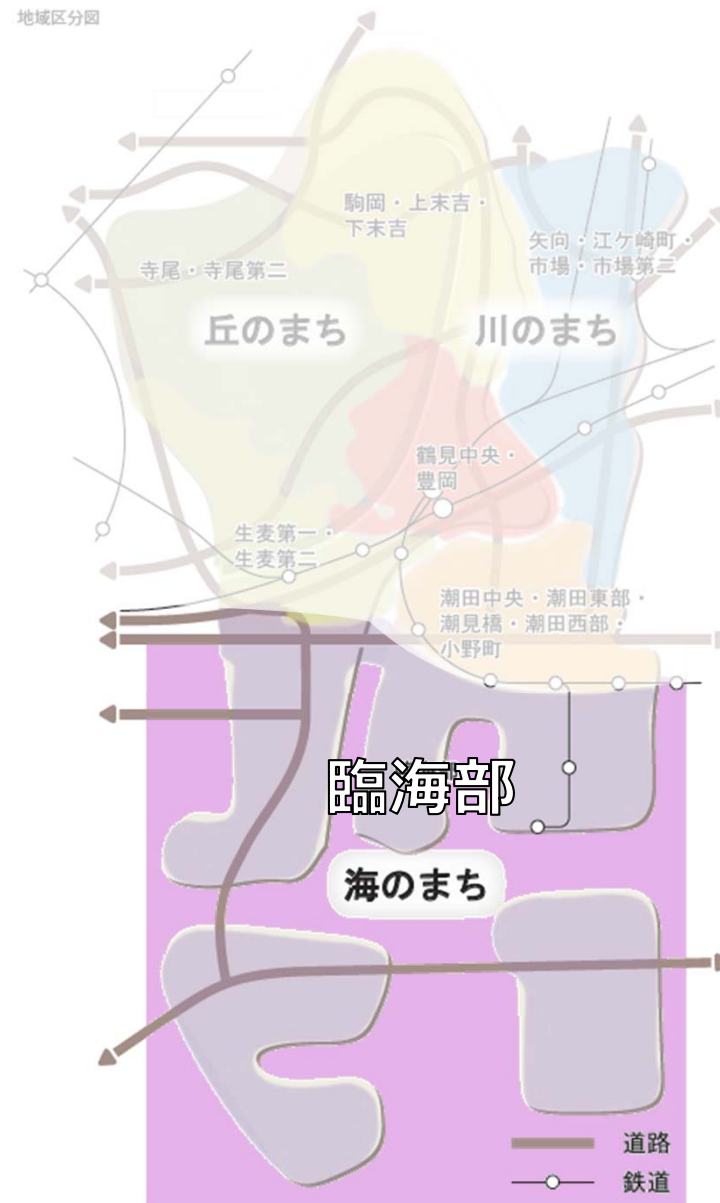 地域区分図
駒岡・上末吉・
下末吉
矢向・江ケ崎町・
市場・市場第二
寺尾・寺尾第二
丘のまち
川のまち
鶴見中央・
豊岡
生麦第一・
生麦第二
潮田中央・潮田東部・
潮見橋・潮田西部・
小野町
臨海部
海のまち
道路
鉄道